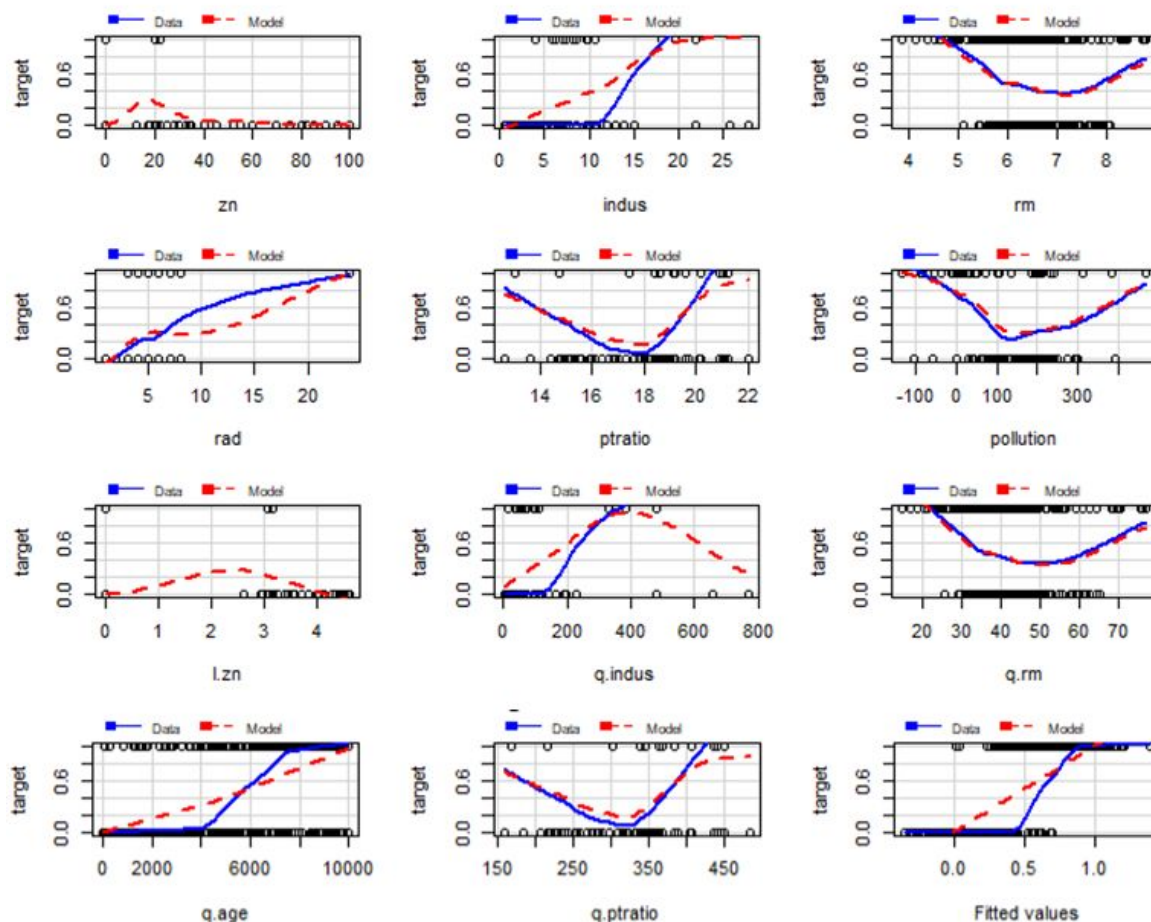 Data Model Data Model Data Model
target 0.0 0.6 target 0.0 0.6 target 0.0 0.6
0 20 40 60 80 100 0 5 10 15 20 25 4 5 6 7 8
zn indus rm
Data Model Data Model Data Model
target 0.0 0.6 target 0.0 0.6 target 0.0 0.6
5 10 15 20 14 16 18 20 22 -100 0 100 300
rad ptratio pollution
Data Model Data Model Data Model
target 0.0 0.6 target 0.0 0.6 target 0.0 0.6
0 1 2 3 4 0 200 400 600 800 20 30 40 50 60 70
l.zn q.indus q.rm
Data Model Data Model Data Model
target 0.0 0.6 target 0.0 0.6 target 0.0 0.6
0 2000 6000 10000 150 250 350 450 0.0 0.5 1.0
q.age q.ptratio Fitted values